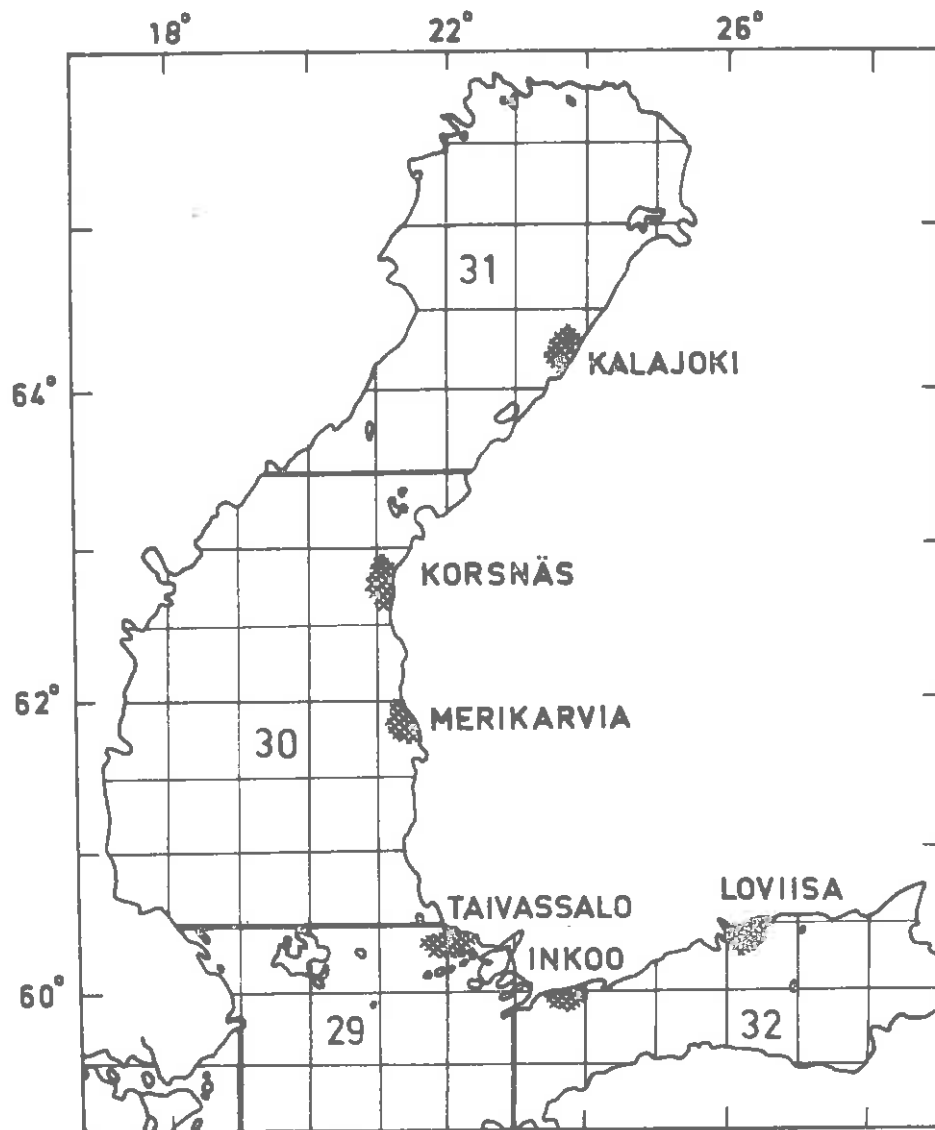 18° 22° 26°
31
KALAJOKI
64°
KORSNÄS
62°
MERIKARVIA
30
LOVIISA
TAIVASSALO
INKOO
60°
29
32